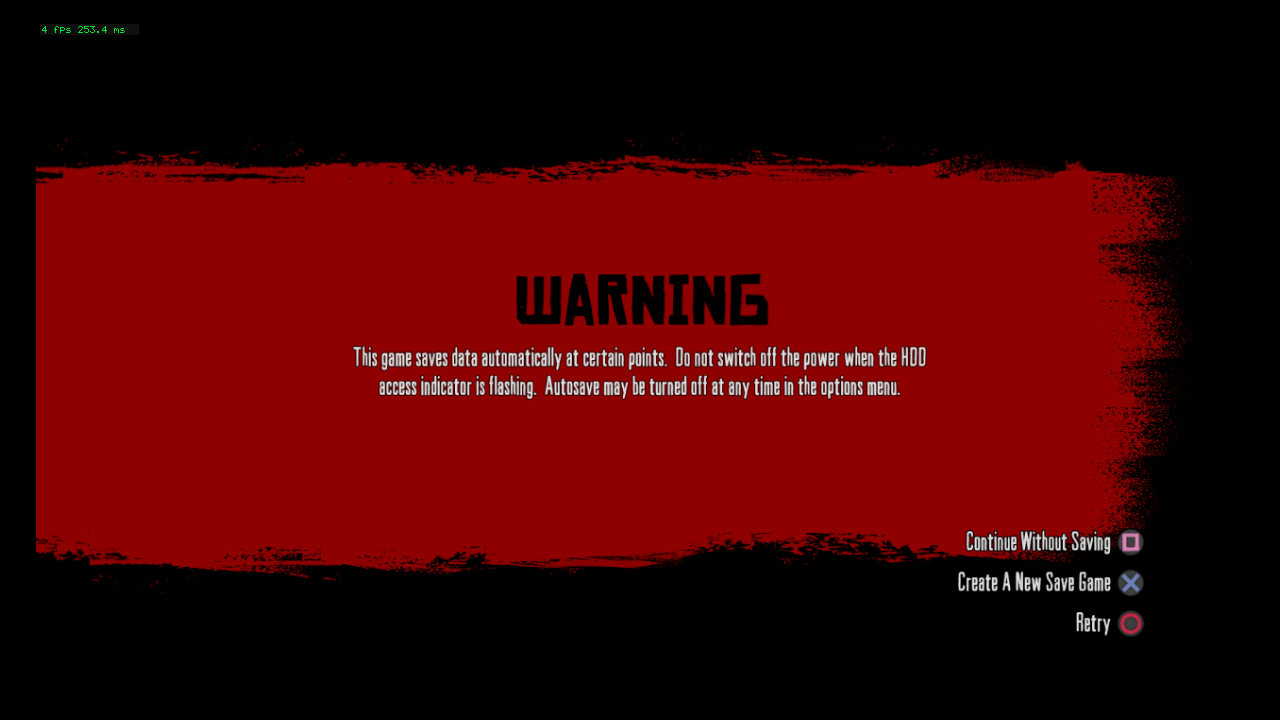 4 fps 253.4 ms
WARNING
This game saves data automatically at certain points.  Do not switch off the power when the HDD
access indicator is flashing.  Autosave may be turned off at any time in the options menu.
Continue Without Saving
Create A New Save Game
Retry